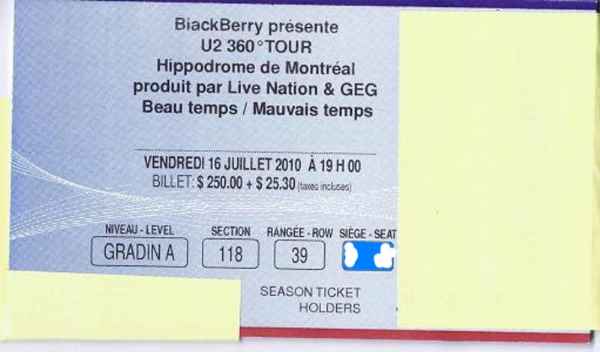 BlackBerry présente
U2 360° TOUR
Hippodrome de Montréal
produit par Live Nation & GEG
Beau temps / Mauvais temps
VENDREDI 16 JUILLET 2010 À 19 H 00
BILLET: $ 250.00 + $ 25.30 (taxes incluses)
NIVEAU - LEVEL SECTION RANGÉE - ROW SIÈGE - SEAT
GRADIN A 118 39
SEASON TICKET
HOLDERS